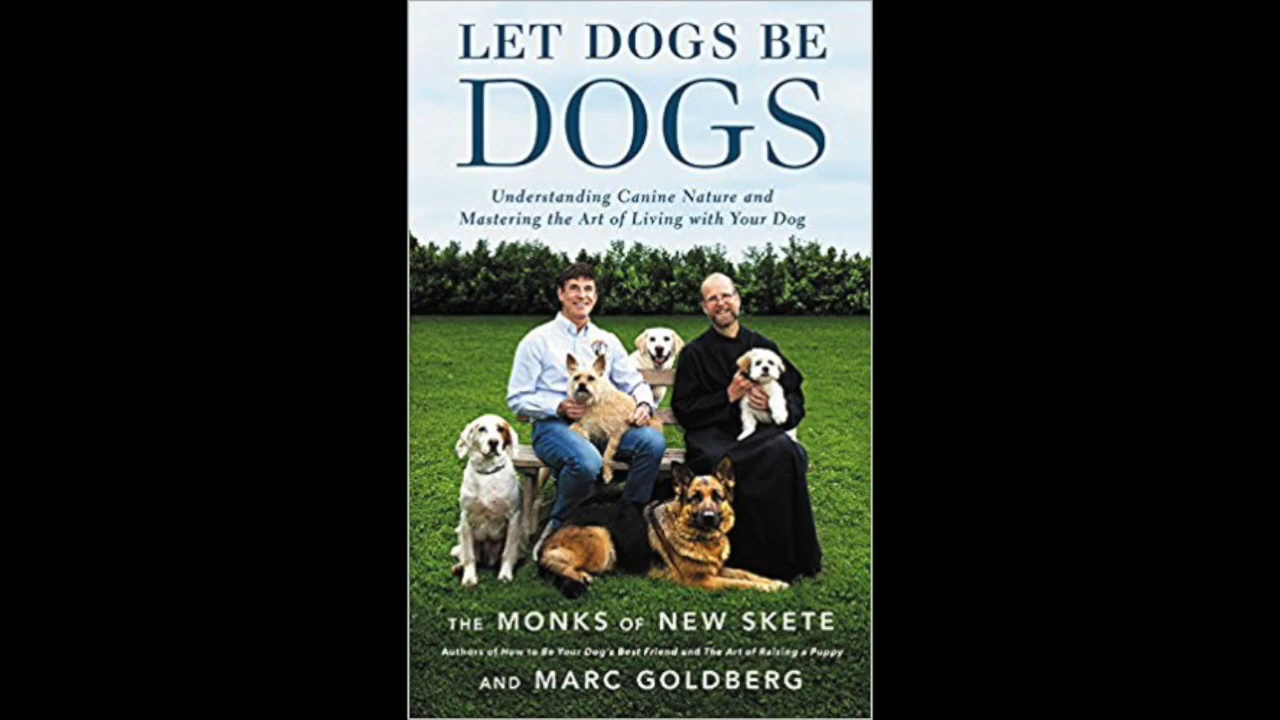 LET DOGS BE
DOGS
Understanding Canine Nature and
Mastering the Art of Living with Your Dog
THE MONKS OF NEW SKETE
Authors of How to Be Your Dog's Best Friend and The Art of Raising a Puppy
AND MARC GOLDBERG